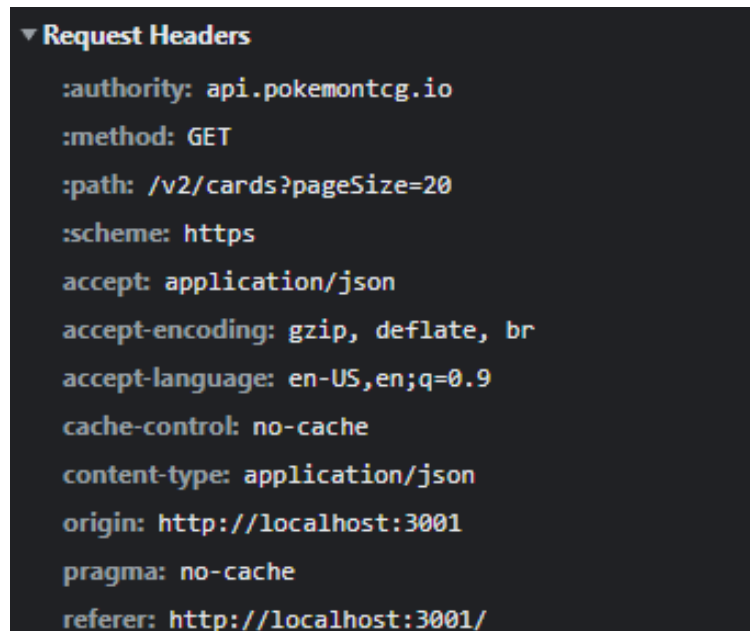 Request Headers
:authority: api.pokemontcg.io
:method: GET
:path: /v2/cards?pageSize=20
:scheme: https
accept: application/json
accept-encoding: gzip, deflate, br
accept-language: en-US,en;q=0.9
cache-control: no-cache
content-type: application/json
origin: http://localhost:3001
pragma: no-cache
referer: http://localhost:3001/